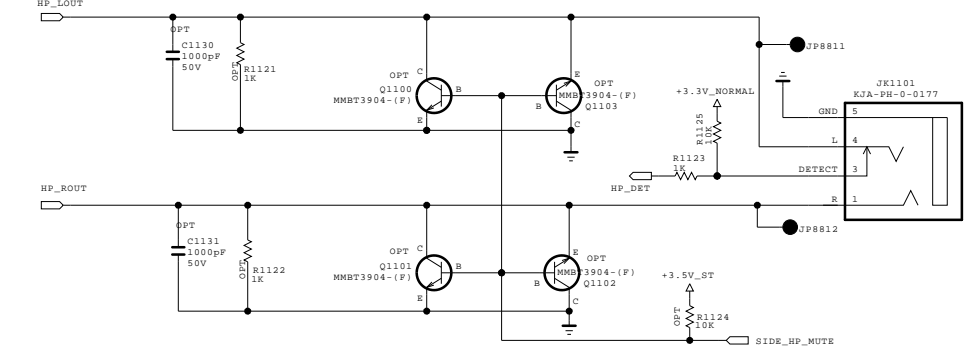 HP_LOUT
OPT
C1130
1000pF
50V
OPT
R1121
1K
OPT
Q1100
MMBT3904-(F)
C
B
E
E
OPT
MMBT3904-(F)
B
Q1103
C
JP8811
+3.3V_NORMAL
R1125
10K
R1123
1K
HP_DET
JK1101
KJA-PH-0-0177
GND
5
L
4
DETECT
3
R
1
HP_ROUT
OPT
C1131
1000pF
50V
OPT
R1122
1K
OPT
Q1101
MMBT3904-(F)
C
B
E
E
OPT
MMBT3904-(F)
B
Q1102
C
JP8812
+3.5V_ST
OPT
R1124
10K
SIDE_HP_MUTE